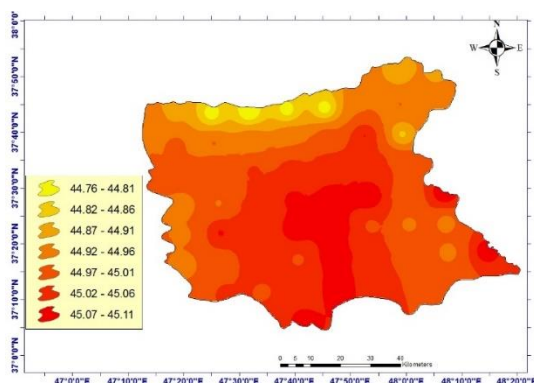 38°6'0"
37°50'0"N
37°40'0"N
37°30'0"N
37°20'0"N
37°10'0"N
37°0'0"N
N
W E
S
44.76 - 44.81
44.82 - 44.86
44.87 - 44.91
44.92 - 44.96
44.97 - 45.01
45.02 - 45.06
45.07 - 45.11
0 5 10 20 30 40
Kilometers
47°0'0"E 47°10'0"E 47°20'0"E 47°30'0"E 47°40'0"E 47°50'0"E 48°0'0"E 48°10'0"E 48°20'0"E